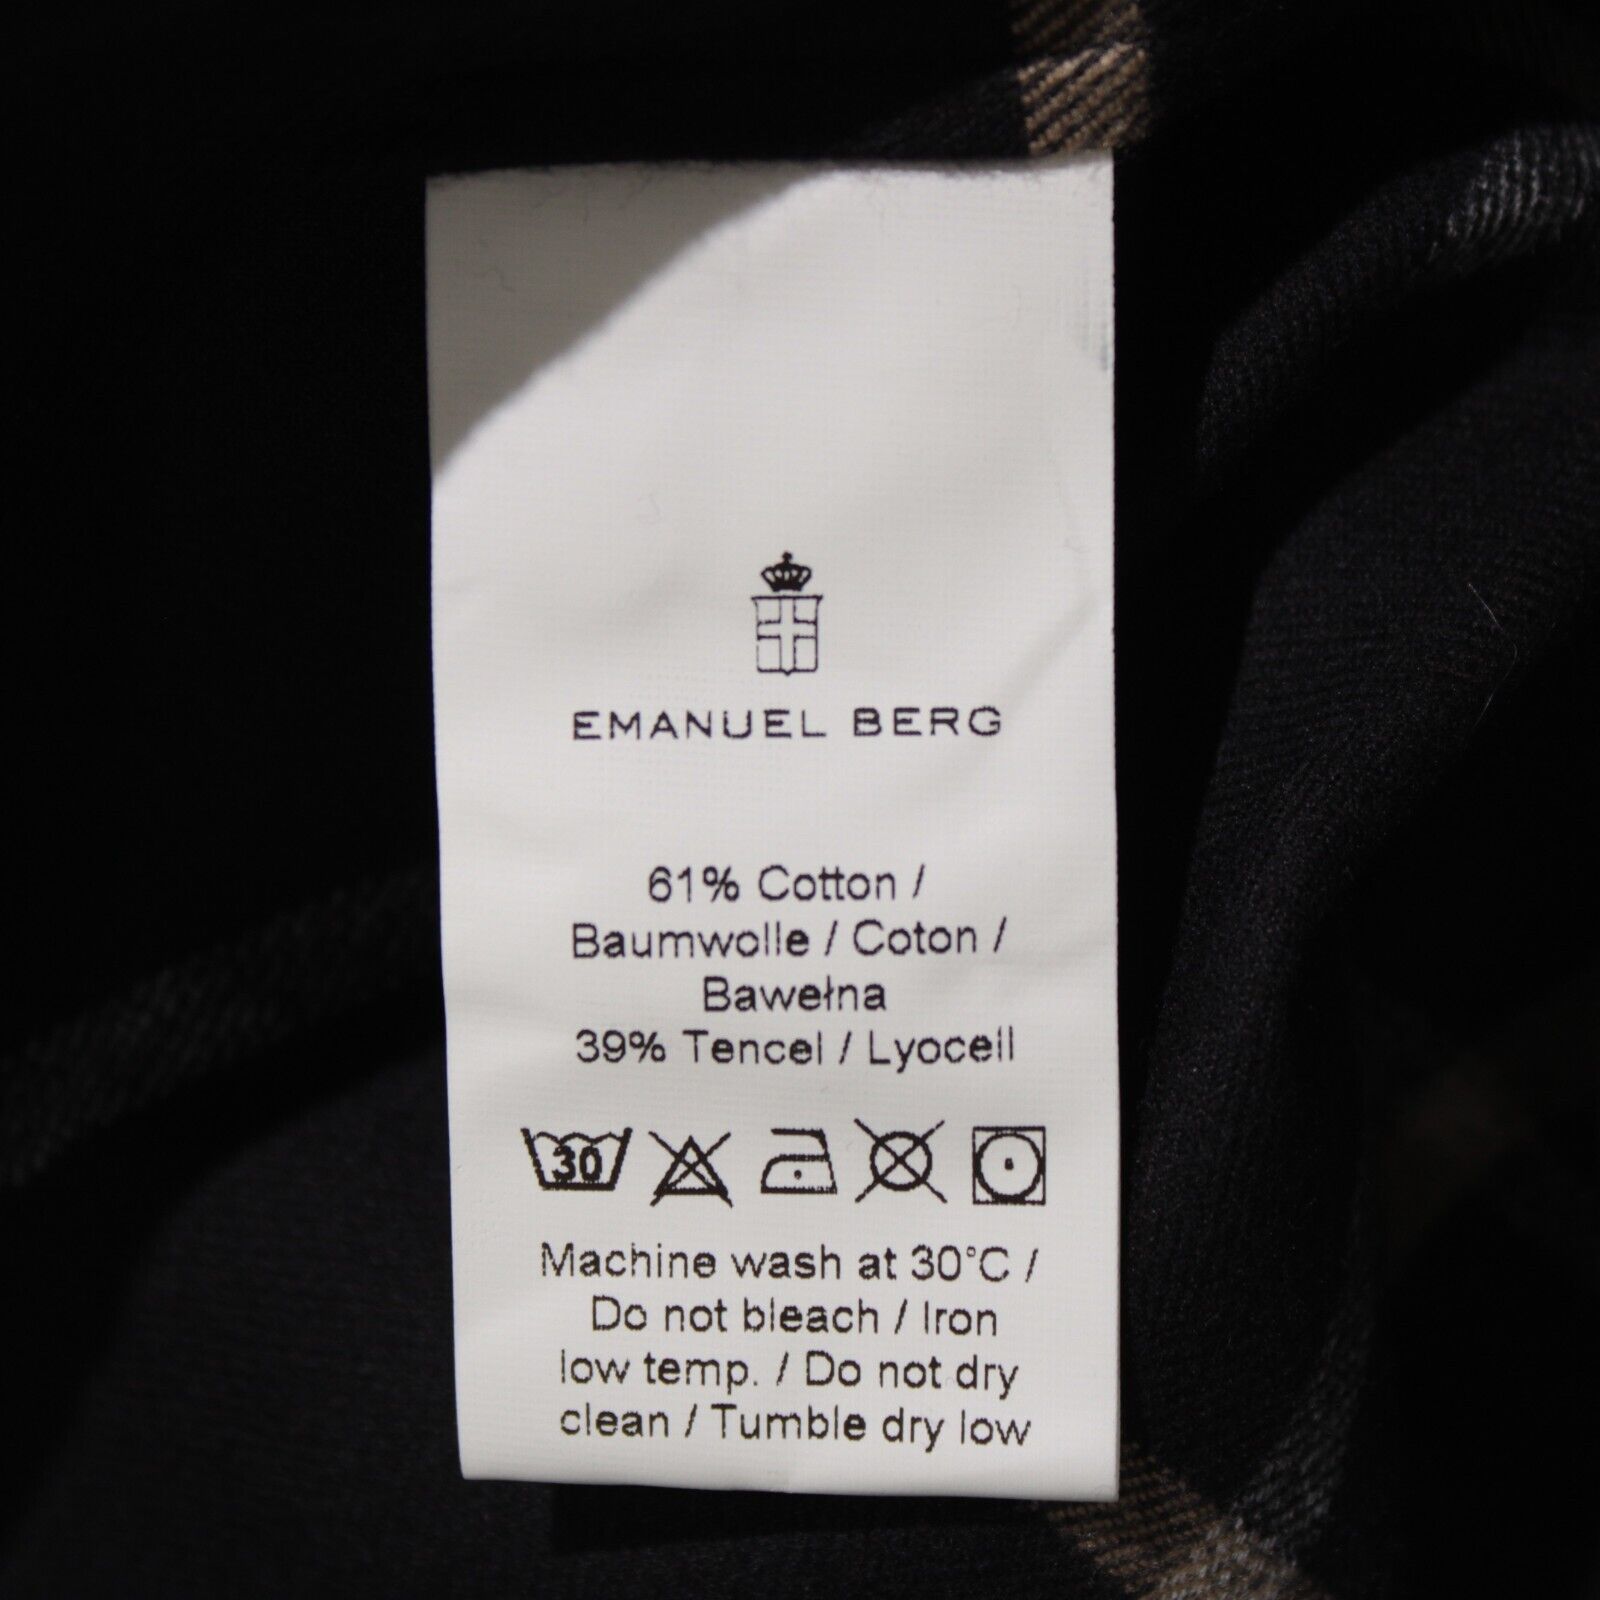 EMANUEL BERG
61% Cotton /
Baumwolle / Coton /
Bawełna
39% Tencel / Lyocell
30
Machine wash at 30°C /
Do not bleach / Iron
low temp. / Do not dry
clean / Tumble dry low